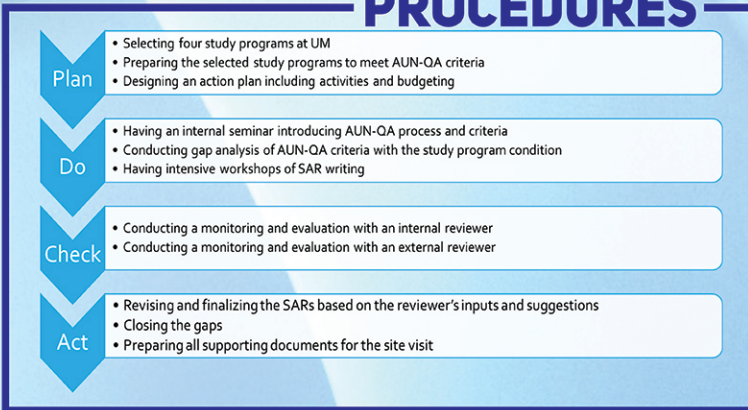 PROCEDURES
Plan
• Selecting four study programs at UM
• Preparing the selected study programs to meet AUN-QA criteria
• Designing an action plan including activities and budgeting
Do
• Having an internal seminar introducing AUN-QA process and criteria
• Conducting gap analysis of AUN-QA criteria with the study program condition
• Having intensive workshops of SAR writing
Check
• Conducting a monitoring and evaluation with an internal reviewer
• Conducting a monitoring and evaluation with an external reviewer
Act
• Revising and finalizing the SARs based on the reviewer's inputs and suggestions
• Closing the gaps
• Preparing all supporting documents for the site visit